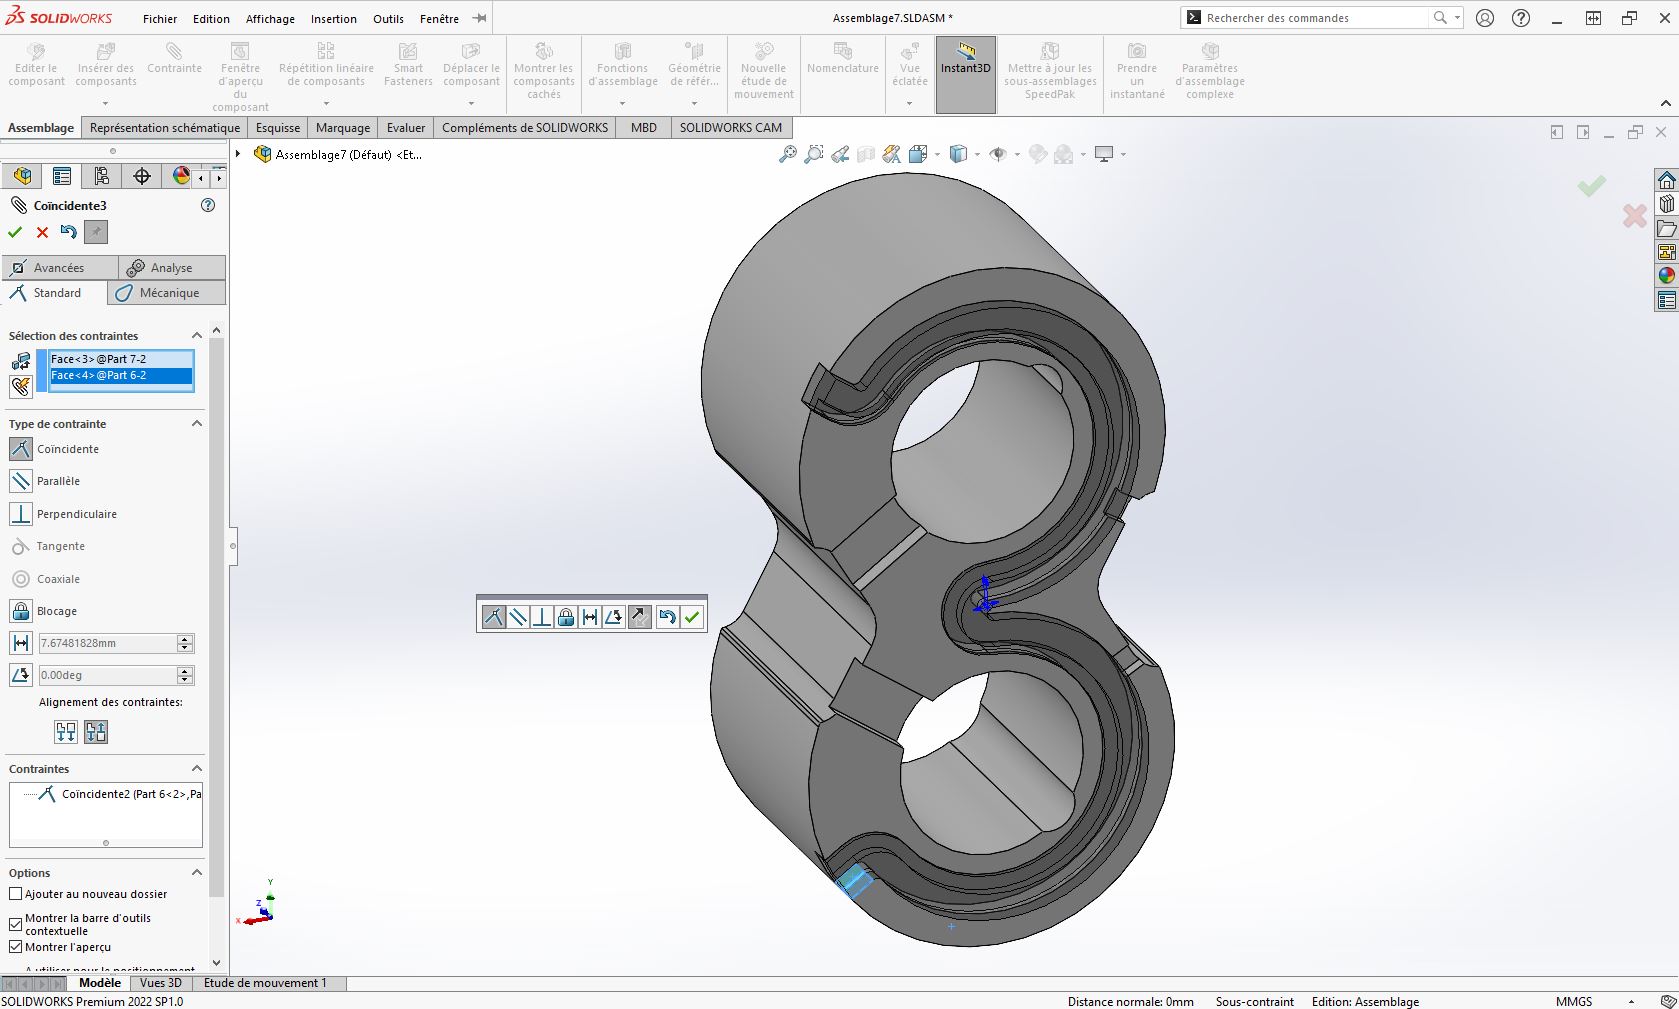 SOLIDWORKS
Fichier Edition Affichage Insertion Outils Fenêtre
Assemblage7.SLDASM *
Rechercher des commandes
Editer le composant
Insérer des composants
Contrainte
Fenêtre d'aperçu du composant
Répétition linéaire de composants
Smart Fasteners
Déplacer le composant
Montrer les composants cachés
Fonctions d'assemblage
Géométrie de référ...
Nouvelle étude de mouvement
Nomenclature
Vue éclatée
Instant3D
Mettre à jour les sous-assemblages SpeedPak
Prendre un instantané
Paramètres d'assemblage complexe
Assemblage Représentation schématique Esquisse Marquage Evaluer Compléments de SOLIDWORKS MBD SOLIDWORKS CAM
Assemblage7 (Défaut) <Et...
Coïncidente3
Avancées Analyse
Standard Mécanique
Sélection des contraintes
Face<3>@Part 7-2
Face<4>@Part 6-2
Type de contrainte
Coïncidente
Parallèle
Perpendiculaire
Tangente
Coaxiale
Blocage
7.67481828mm
0.00deg
Alignement des contraintes:
Contraintes
Coïncidente2 (Part 6<2>,Pa
Options
Ajouter au nouveau dossier
Montrer la barre d'outils
contextuelle
Montrer l'aperçu
A utiliser pour le positionnement
Y
Z
X
Modèle Vues 3D Etude de mouvement 1
SOLIDWORKS Premium 2022 SP1.0
Distance normale: 0mm Sous-contraint Edition: Assemblage MMGS